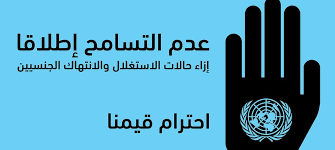 عدم التسامح إطلاقا
إزاء حالات الاستغلال والانتهاك الجنسيين
احترام قيمنا